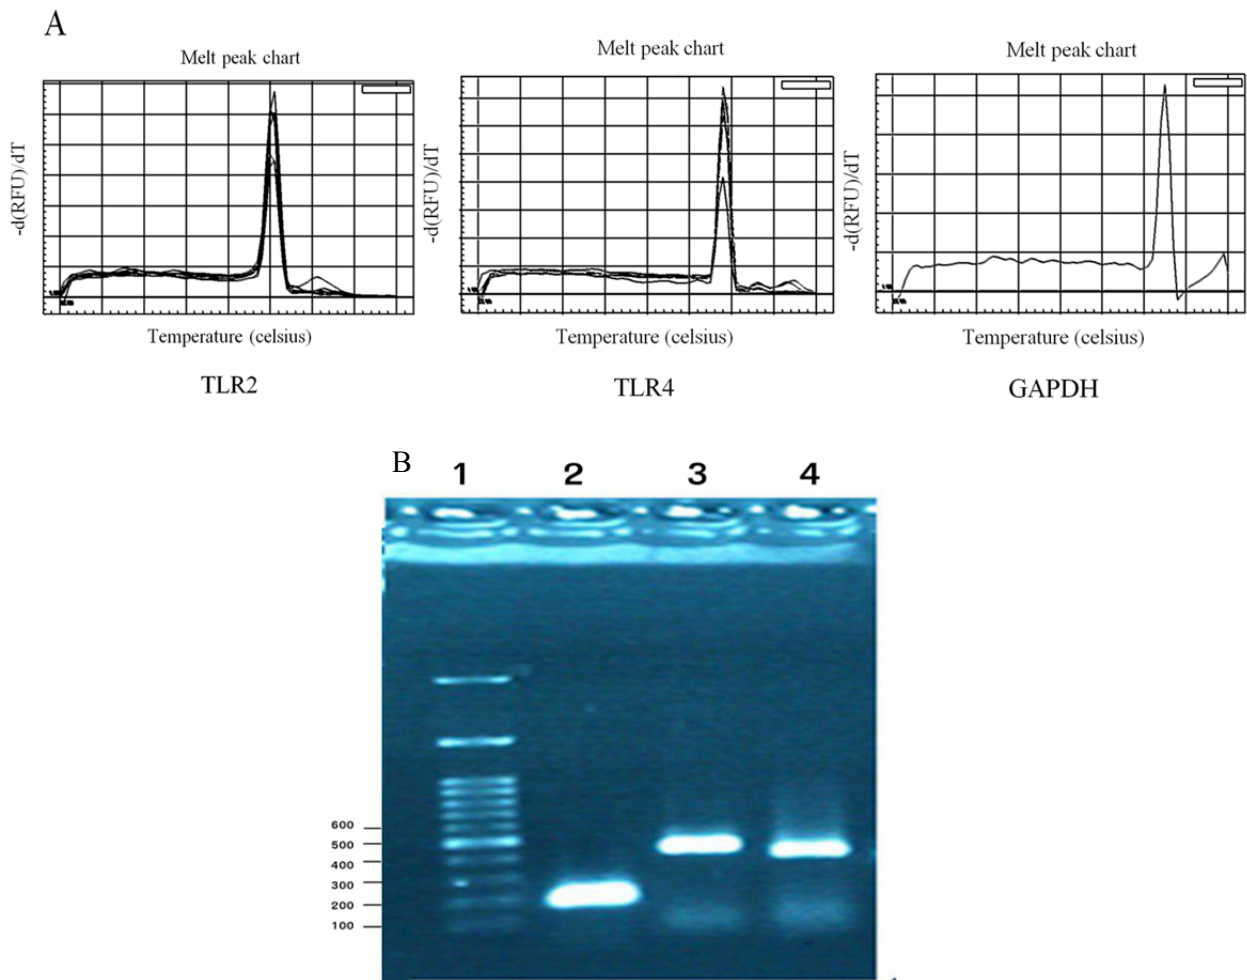 A
Melt peak chart
Melt peak chart
Melt peak chart
-d(RFU)/dT
-d(RFU)/dT
-d(RFU)/dT
Temperature (celsius)
Temperature (celsius)
Temperature (celsius)
TLR2
TLR4
GAPDH
B
1 2 3 4
600
500
400
300
200
100